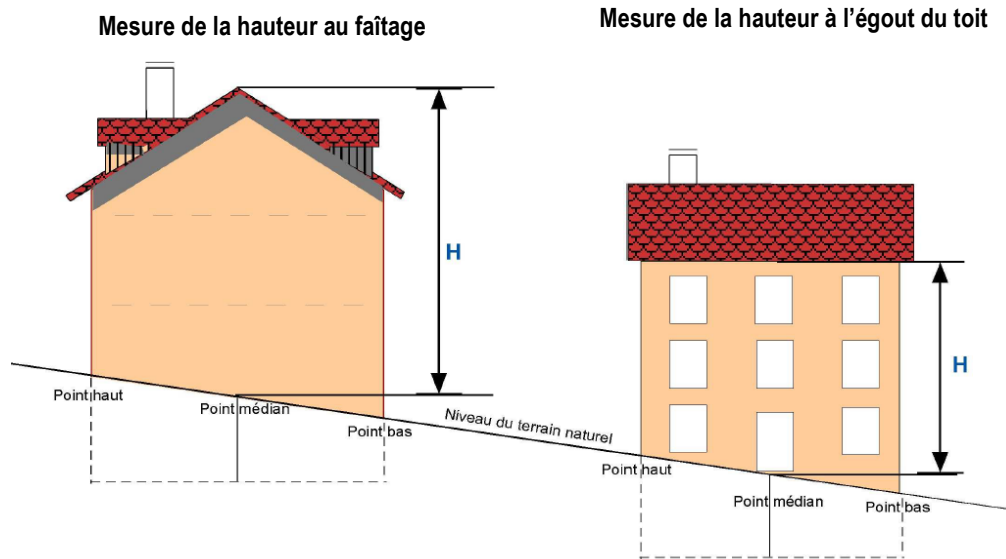 Mesure de la hauteur au faîtage
Mesure de la hauteur à l’égout du toit
H
H
Point haut
Point médian
Point bas
Niveau du terrain naturel
Point haut
Point médian
Point bas